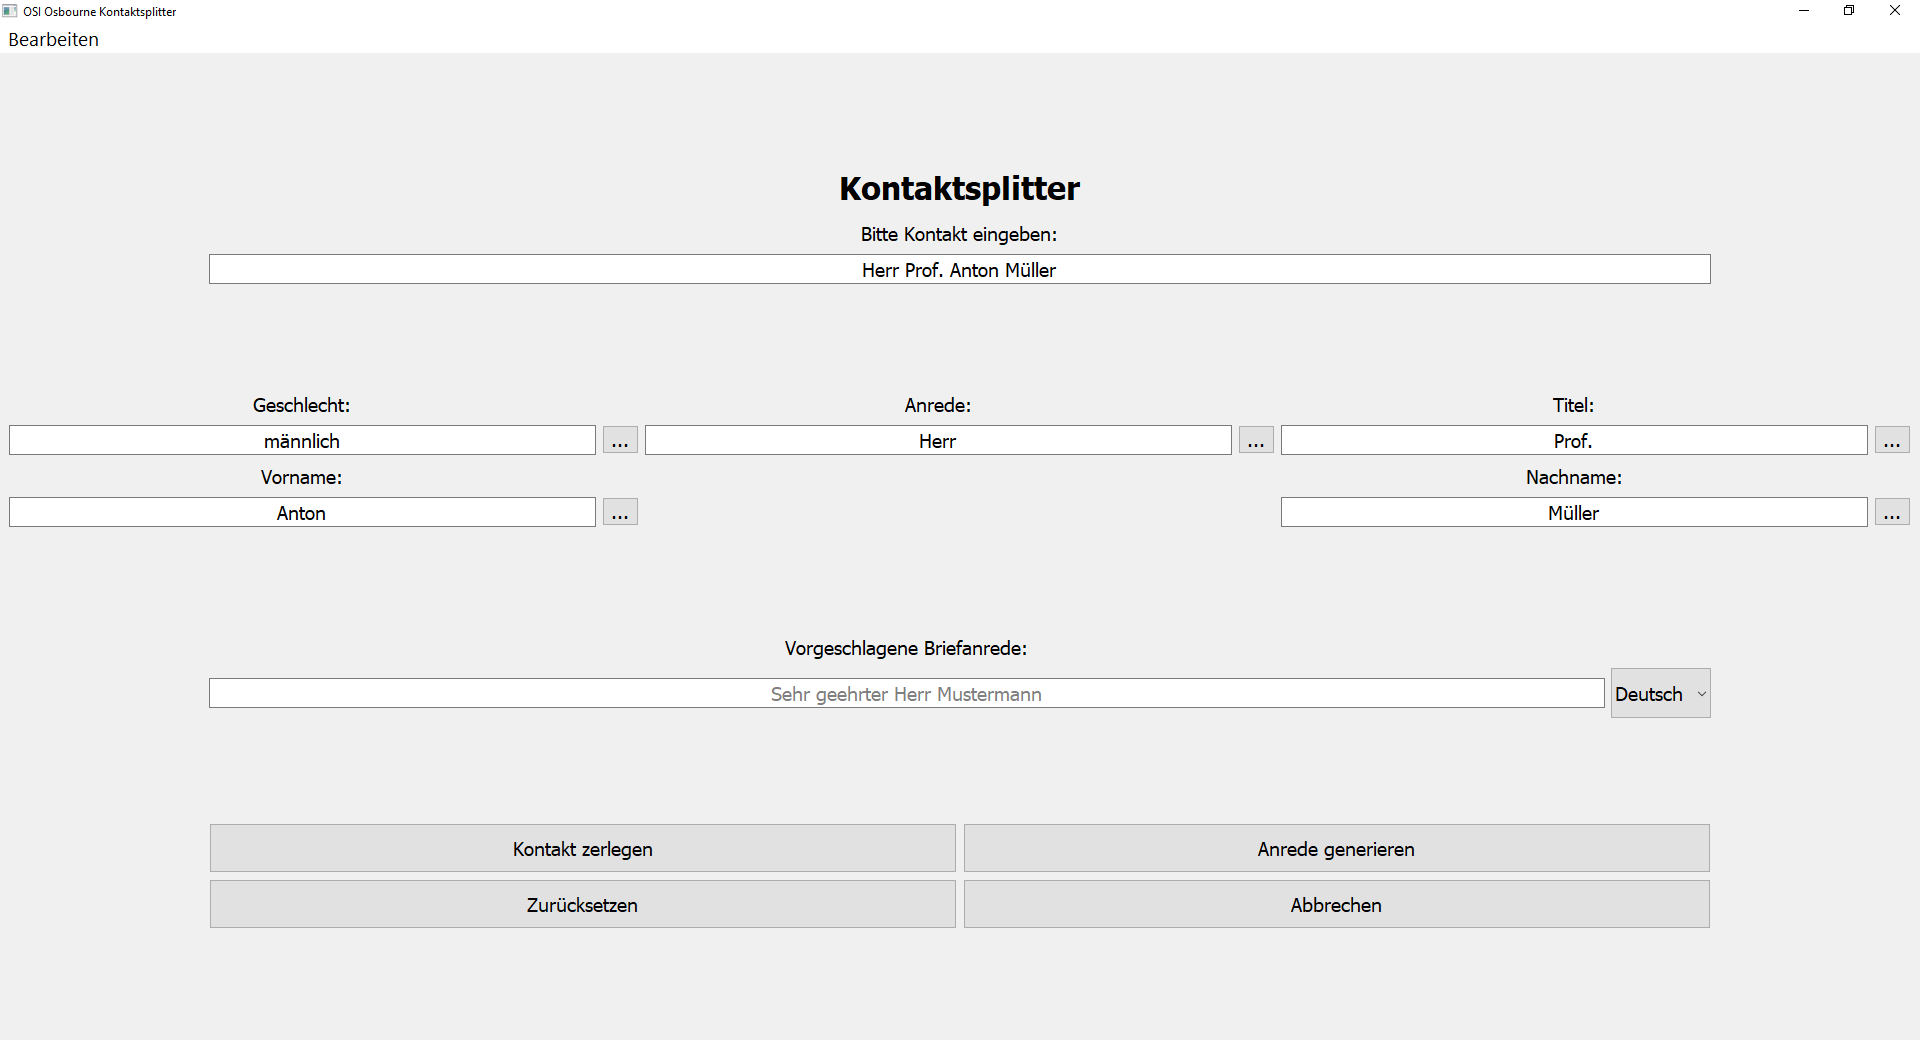 OSI Osbourne Kontaktsplitter
Bearbeiten
Kontaktsplitter
Bitte Kontakt eingeben:
Herr Prof. Anton Müller
Geschlecht: Anrede: Titel:
männlich ... Herr ... Prof. ...
Vorname: Nachname:
Anton ... Müller ...
Vorgeschlagene Briefanrede:
Sehr geehrter Herr Mustermann Deutsch
Kontakt zerlegen Anrede generieren
Zurücksetzen Abbrechen